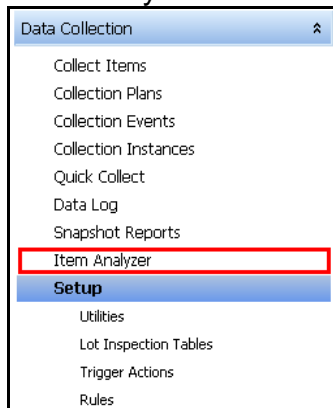 Data Collection
Collect Items
Collection Plans
Collection Events
Collection Instances
Quick Collect
Data Log
Snapshot Reports
Item Analyzer
Setup
Utilities
Lot Inspection Tables
Trigger Actions
Rules